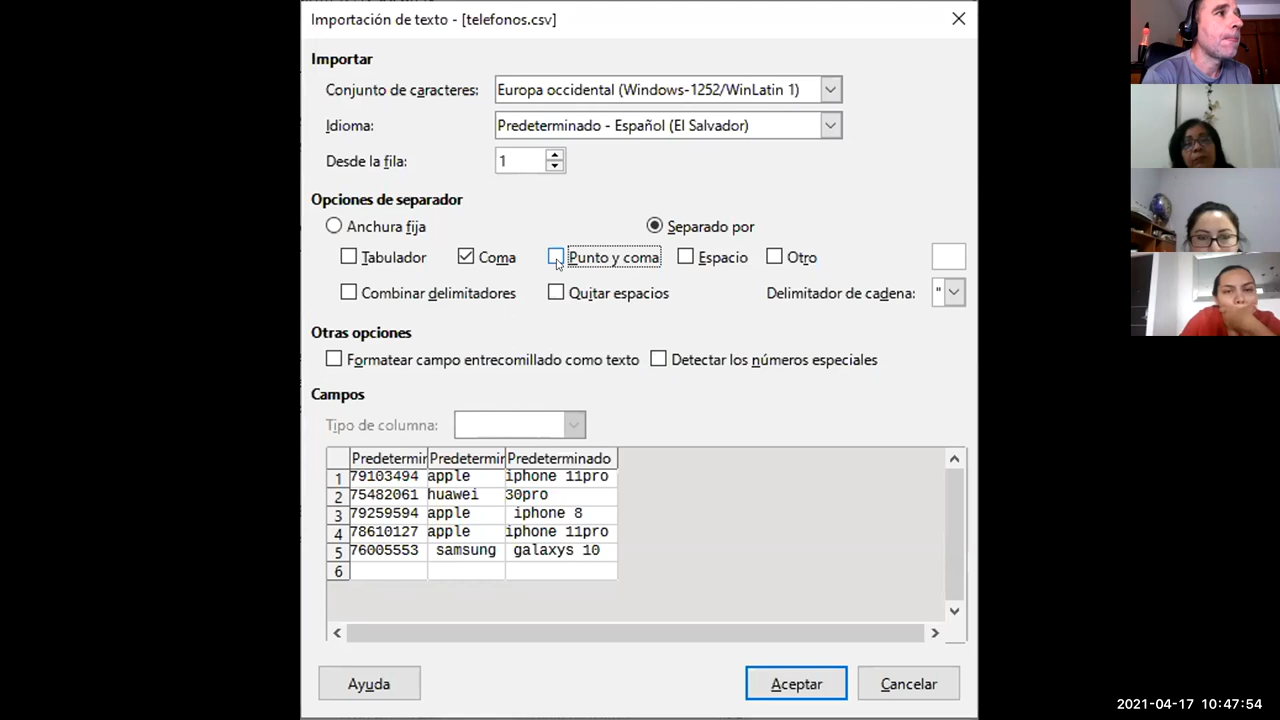 Importación de texto - [telefonos.csv]
Importar
Conjunto de caracteres: Europa occidental (Windows-1252/WinLatin 1)
Idioma: Predeterminado - Español (El Salvador)
Desde la fila: 1
Opciones de separador
Anchura fija Separado por
Tabulador Coma Punto y coma Espacio Otro
Combinar delimitadores Quitar espacios Delimitador de cadena: "
Otras opciones
Formatear campo entrecomillado como texto Detectar los números especiales
Campos
Tipo de columna:
Predetermir Predetermir Predeterminado
1 79103494 apple iphone 11pro
2 75482061 huawei 30pro
3 79259594 apple iphone 8
4 78610127 apple iphone 11pro
5 76005553 samsung galaxys 10
6
Ayuda Aceptar Cancelar
2021-04-17 10:47:54